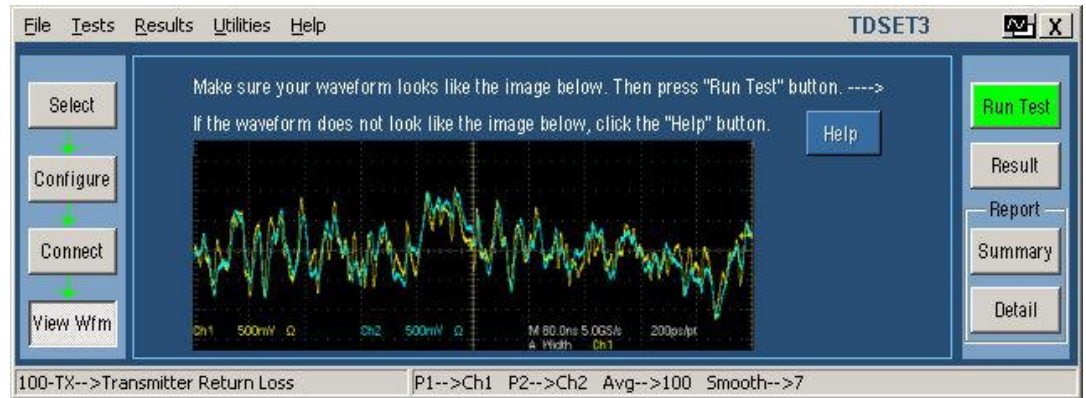 File Tests Results Utilities Help TDSET3 X
Select
Configure
Connect
View Wfm
Make sure your waveform looks like the image below. Then press "Run Test" button. ---->
If the waveform does not look like the image below, click the "Help" button.
Help
Ch1 500mV Ω Ch2 500mV Ω M 80.0ns 5.0GS/s 200ps/pt
A Width Ch1
Run Test
Result
Report
Summary
Detail
100-TX-->Transmitter Return Loss P1-->Ch1 P2-->Ch2 Avg-->100 Smooth-->7